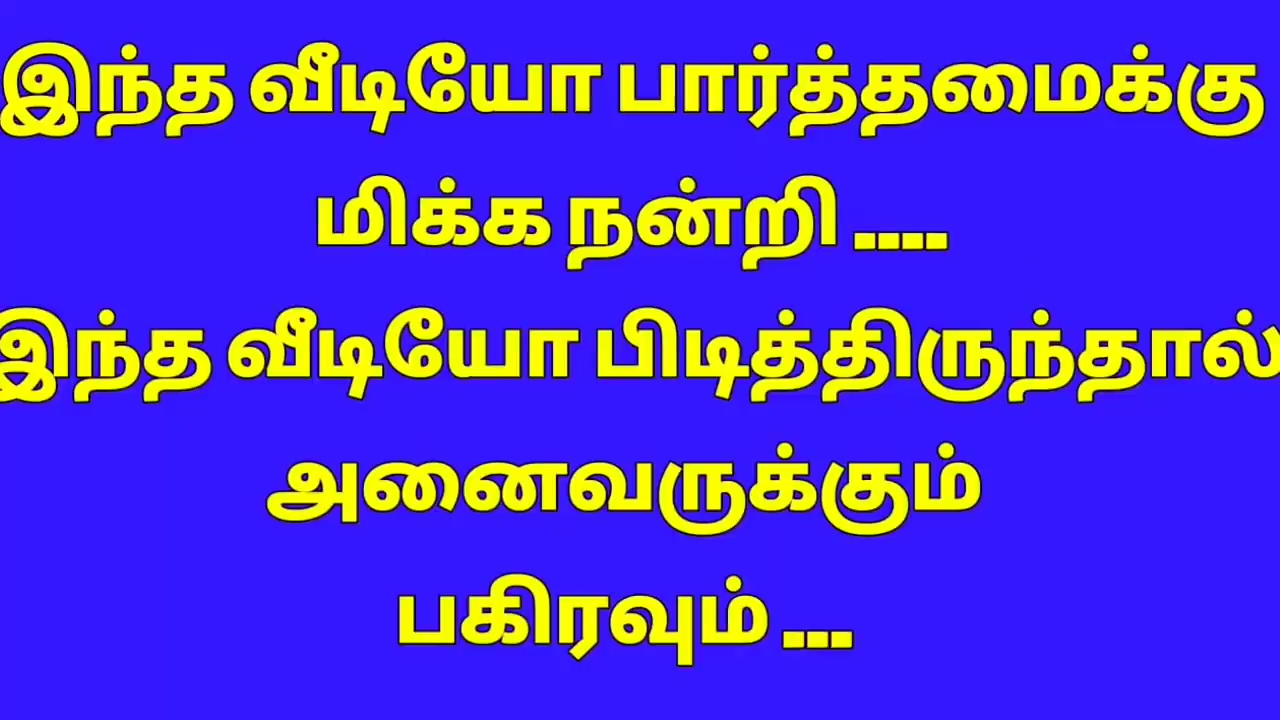 இந்த வீடியோ பார்த்தமைக்கு
மிக்க நன்றி ....
இந்த வீடியோ பிடித்திருந்தால்
அனைவருக்கும்
பகிரவும் ...